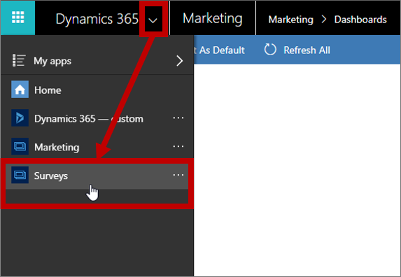 Dynamics 365 Marketing Marketing > Dashboards
My apps
t As Default Refresh All
Home
Dynamics 365 — custom
Marketing
Surveys